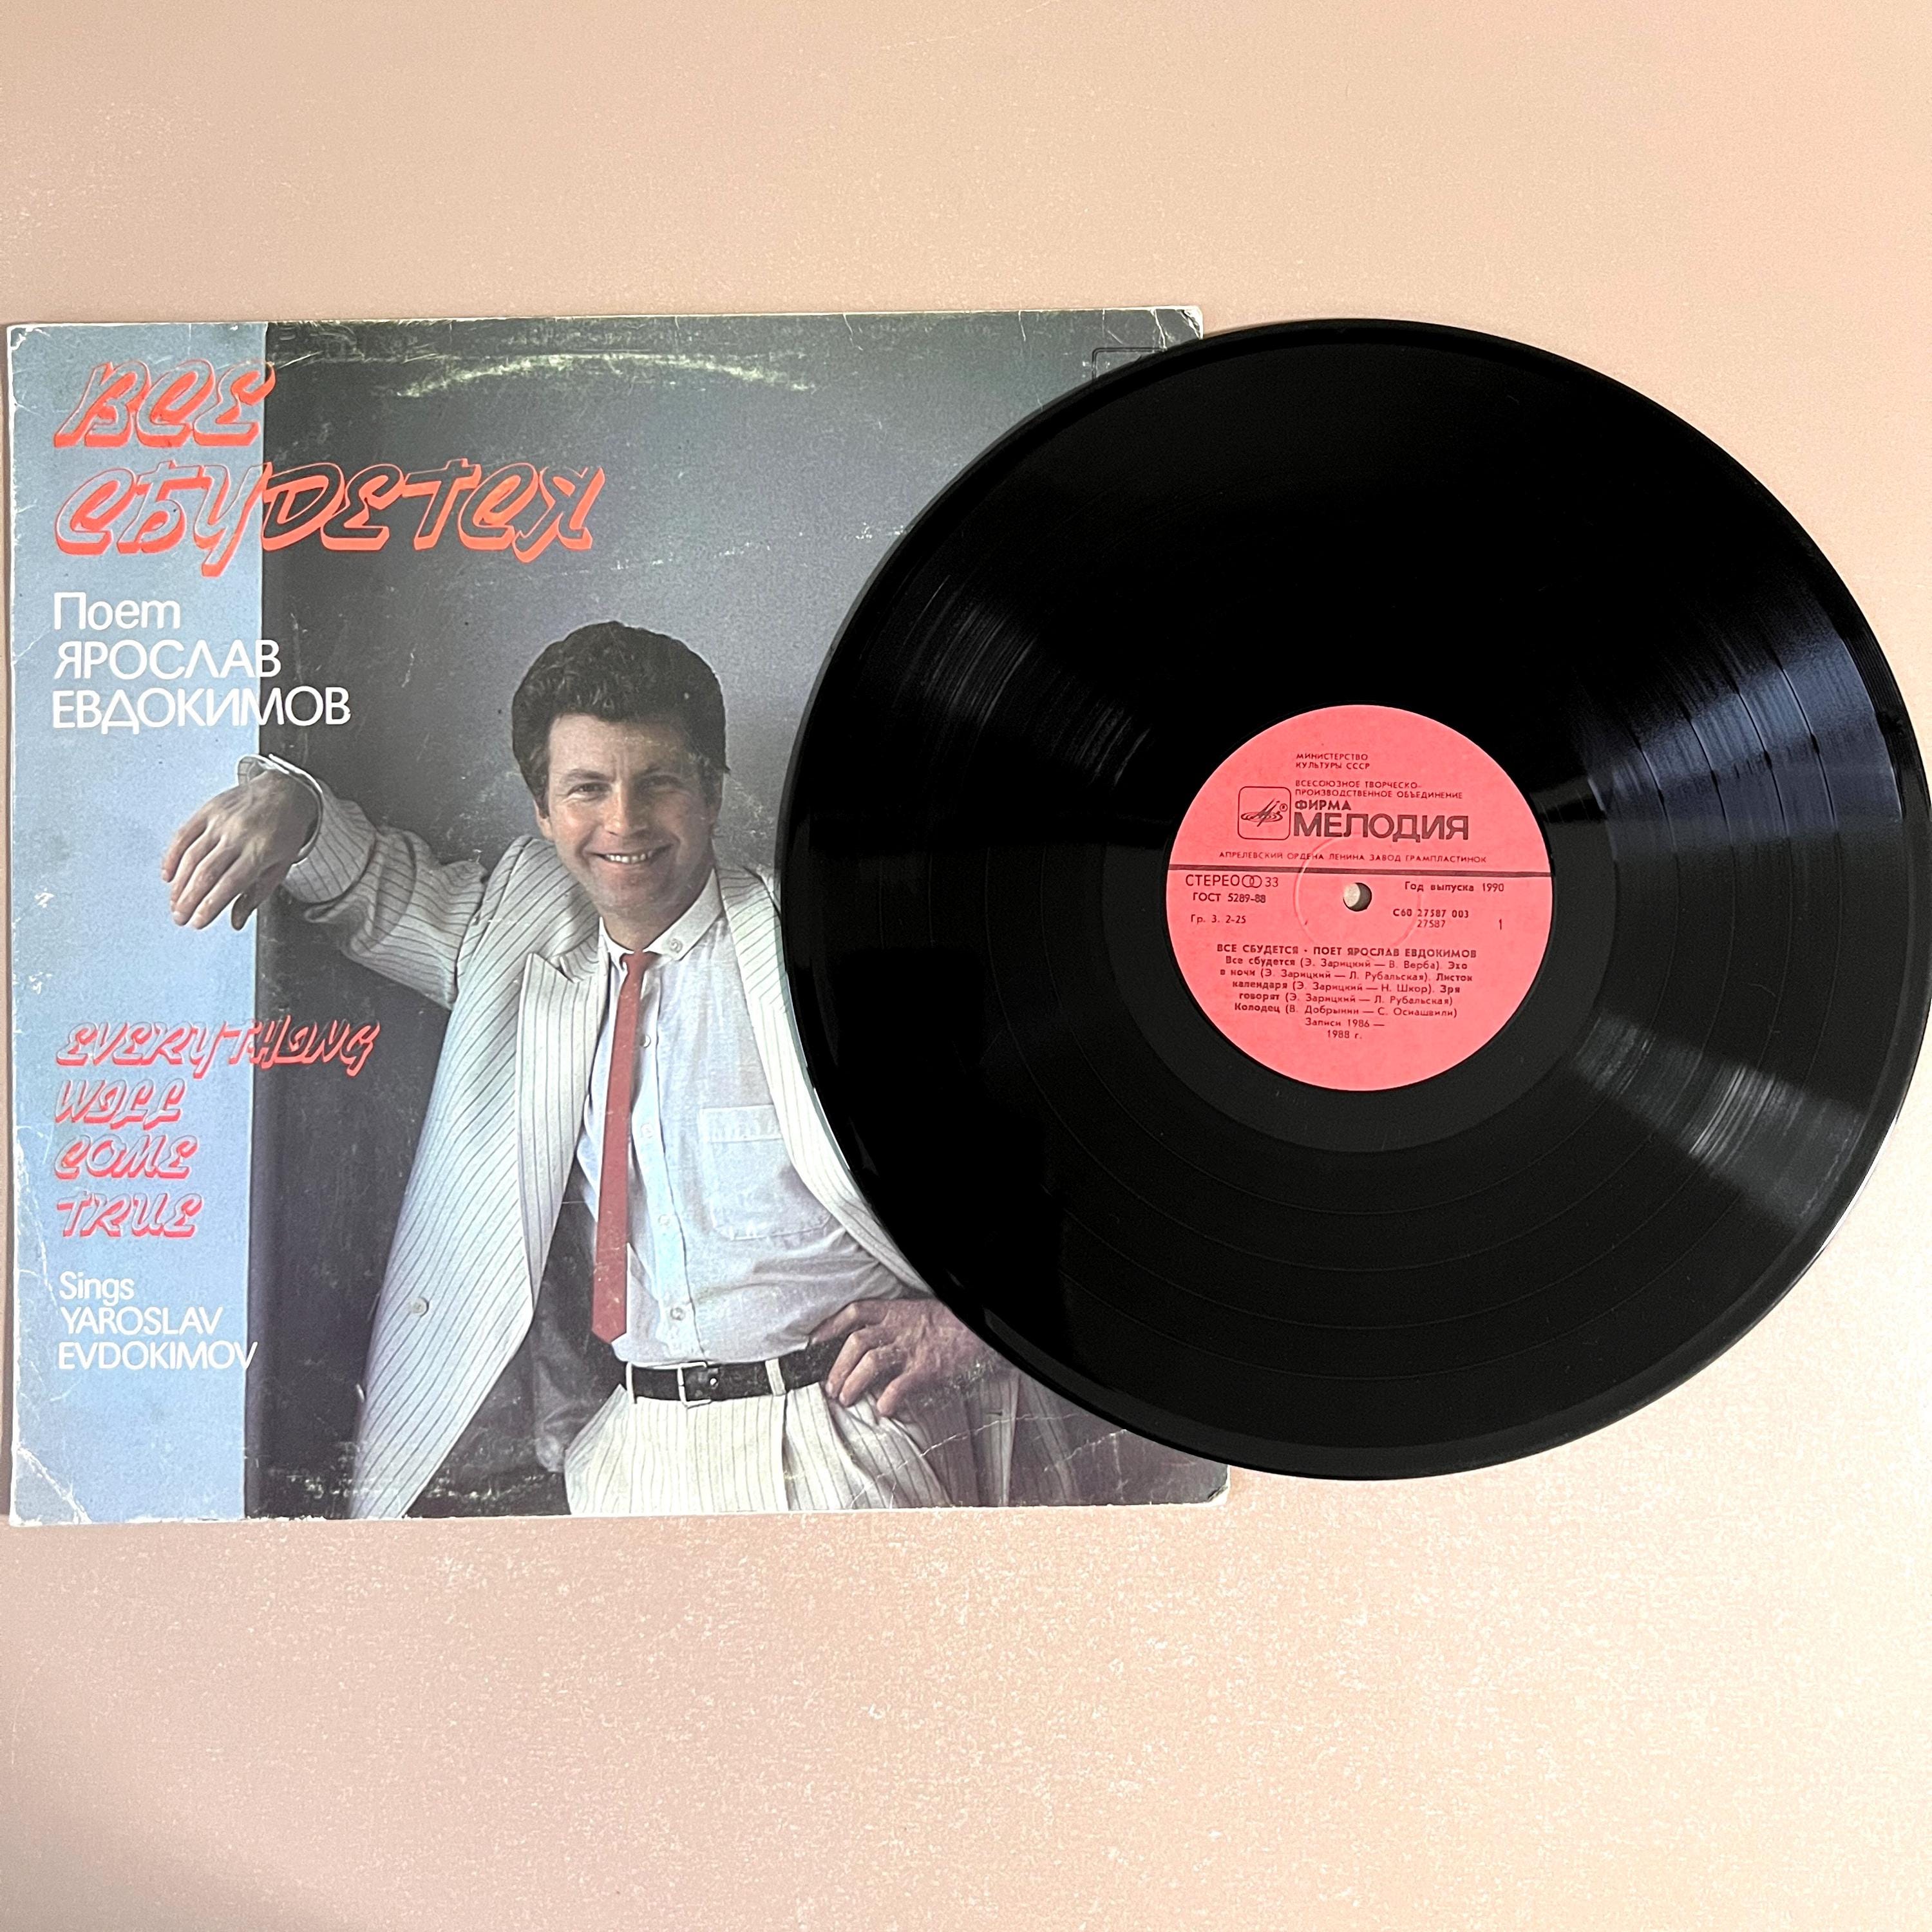 ВСЕ
СБУДЕТСЯ
Поет
ЯРОСЛАВ
ЕВДОКИМОВ
EVERYTHING
WILL
COME
TRUE
Sings
YAROSLAV
EVDOKIMOV
МИНИСТЕРСТВО
КУЛЬТУРЫ СССР
ВСЕСОЮЗНОЕ ТВОРЧЕСКО-
ПРОИЗВОДСТВЕННОЕ ОБЪЕДИНЕНИЕ
ФИРМА
МЕЛОДИЯ
АПРЕЛЕВСКИЙ ОРДЕНА ЛЕНИНА ЗАВОД ГРАМПЛАСТИНОК
СТЕРЕО 33
ГОСТ 5289-88
Гр. 3. 2-25
Год выпуска 1990
С60 27587 003
27587
1
ВСЕ СБУДЕТСЯ • ПОЕТ ЯРОСЛАВ ЕВДОКИМОВ
Все сбудется (Э. Зарицкий — В. Верба). Эхо
в ночи (Э. Зарицкий — Л. Рубальская). Листок
календаря (Э. Зарицкий — Н. Шкор). Зря
говорят (Э. Зарицкий — Л. Рубальская)
Колодец (В. Добрынин — С. Осиашвили)
Записи 1986 —
1988 г.